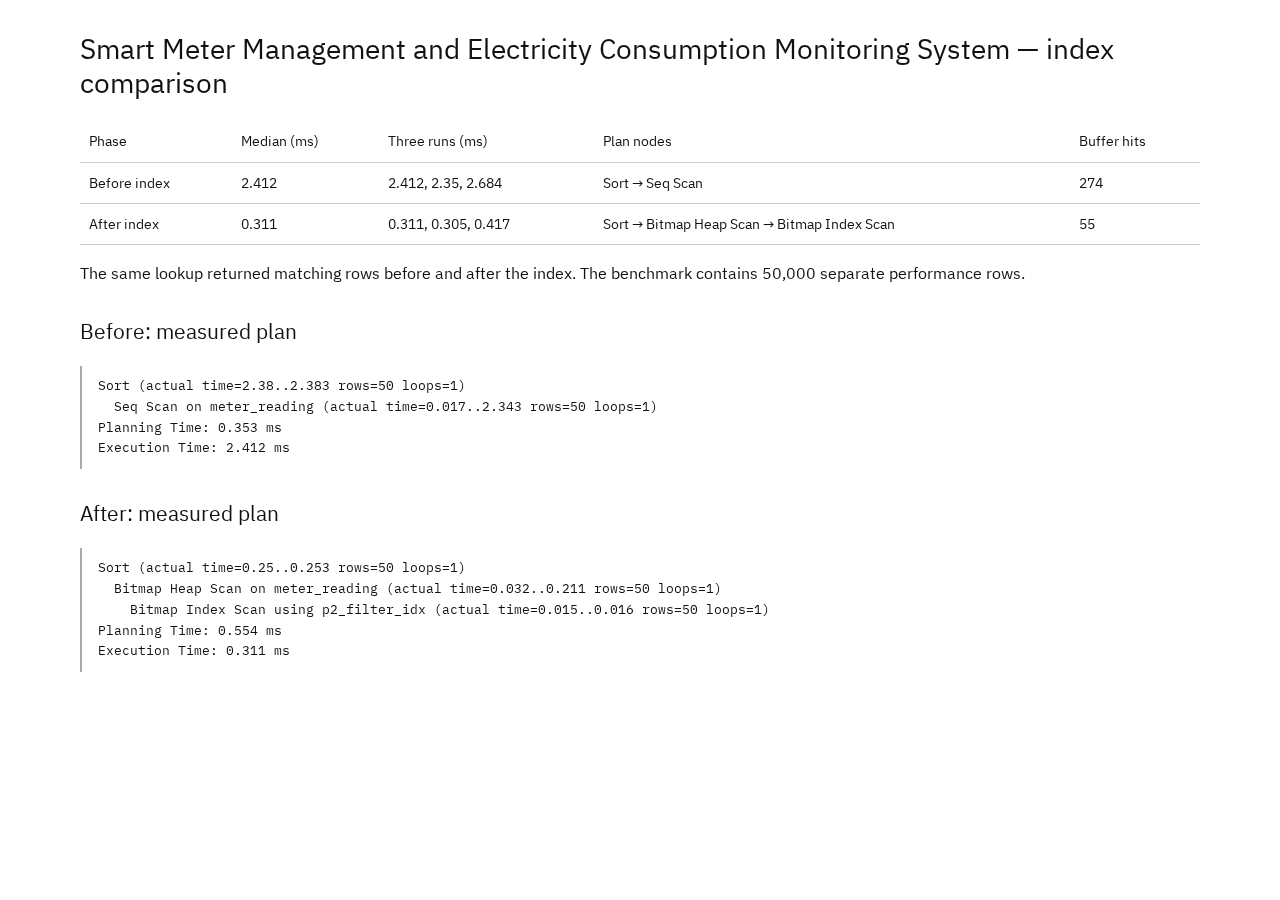 Smart Meter Management and Electricity Consumption Monitoring System — index
comparison
Phase Median (ms) Three runs (ms) Plan nodes Buffer hits
Before index 2.412 2.412, 2.35, 2.684 Sort → Seq Scan 274
After index 0.311 0.311, 0.305, 0.417 Sort → Bitmap Heap Scan → Bitmap Index Scan 55
The same lookup returned matching rows before and after the index. The benchmark contains 50,000 separate performance rows.
Before: measured plan
Sort (actual time=2.38..2.383 rows=50 loops=1)
  Seq Scan on meter_reading (actual time=0.017..2.343 rows=50 loops=1)
Planning Time: 0.353 ms
Execution Time: 2.412 ms
After: measured plan
Sort (actual time=0.25..0.253 rows=50 loops=1)
  Bitmap Heap Scan on meter_reading (actual time=0.032..0.211 rows=50 loops=1)
    Bitmap Index Scan using p2_filter_idx (actual time=0.015..0.016 rows=50 loops=1)
Planning Time: 0.554 ms
Execution Time: 0.311 ms